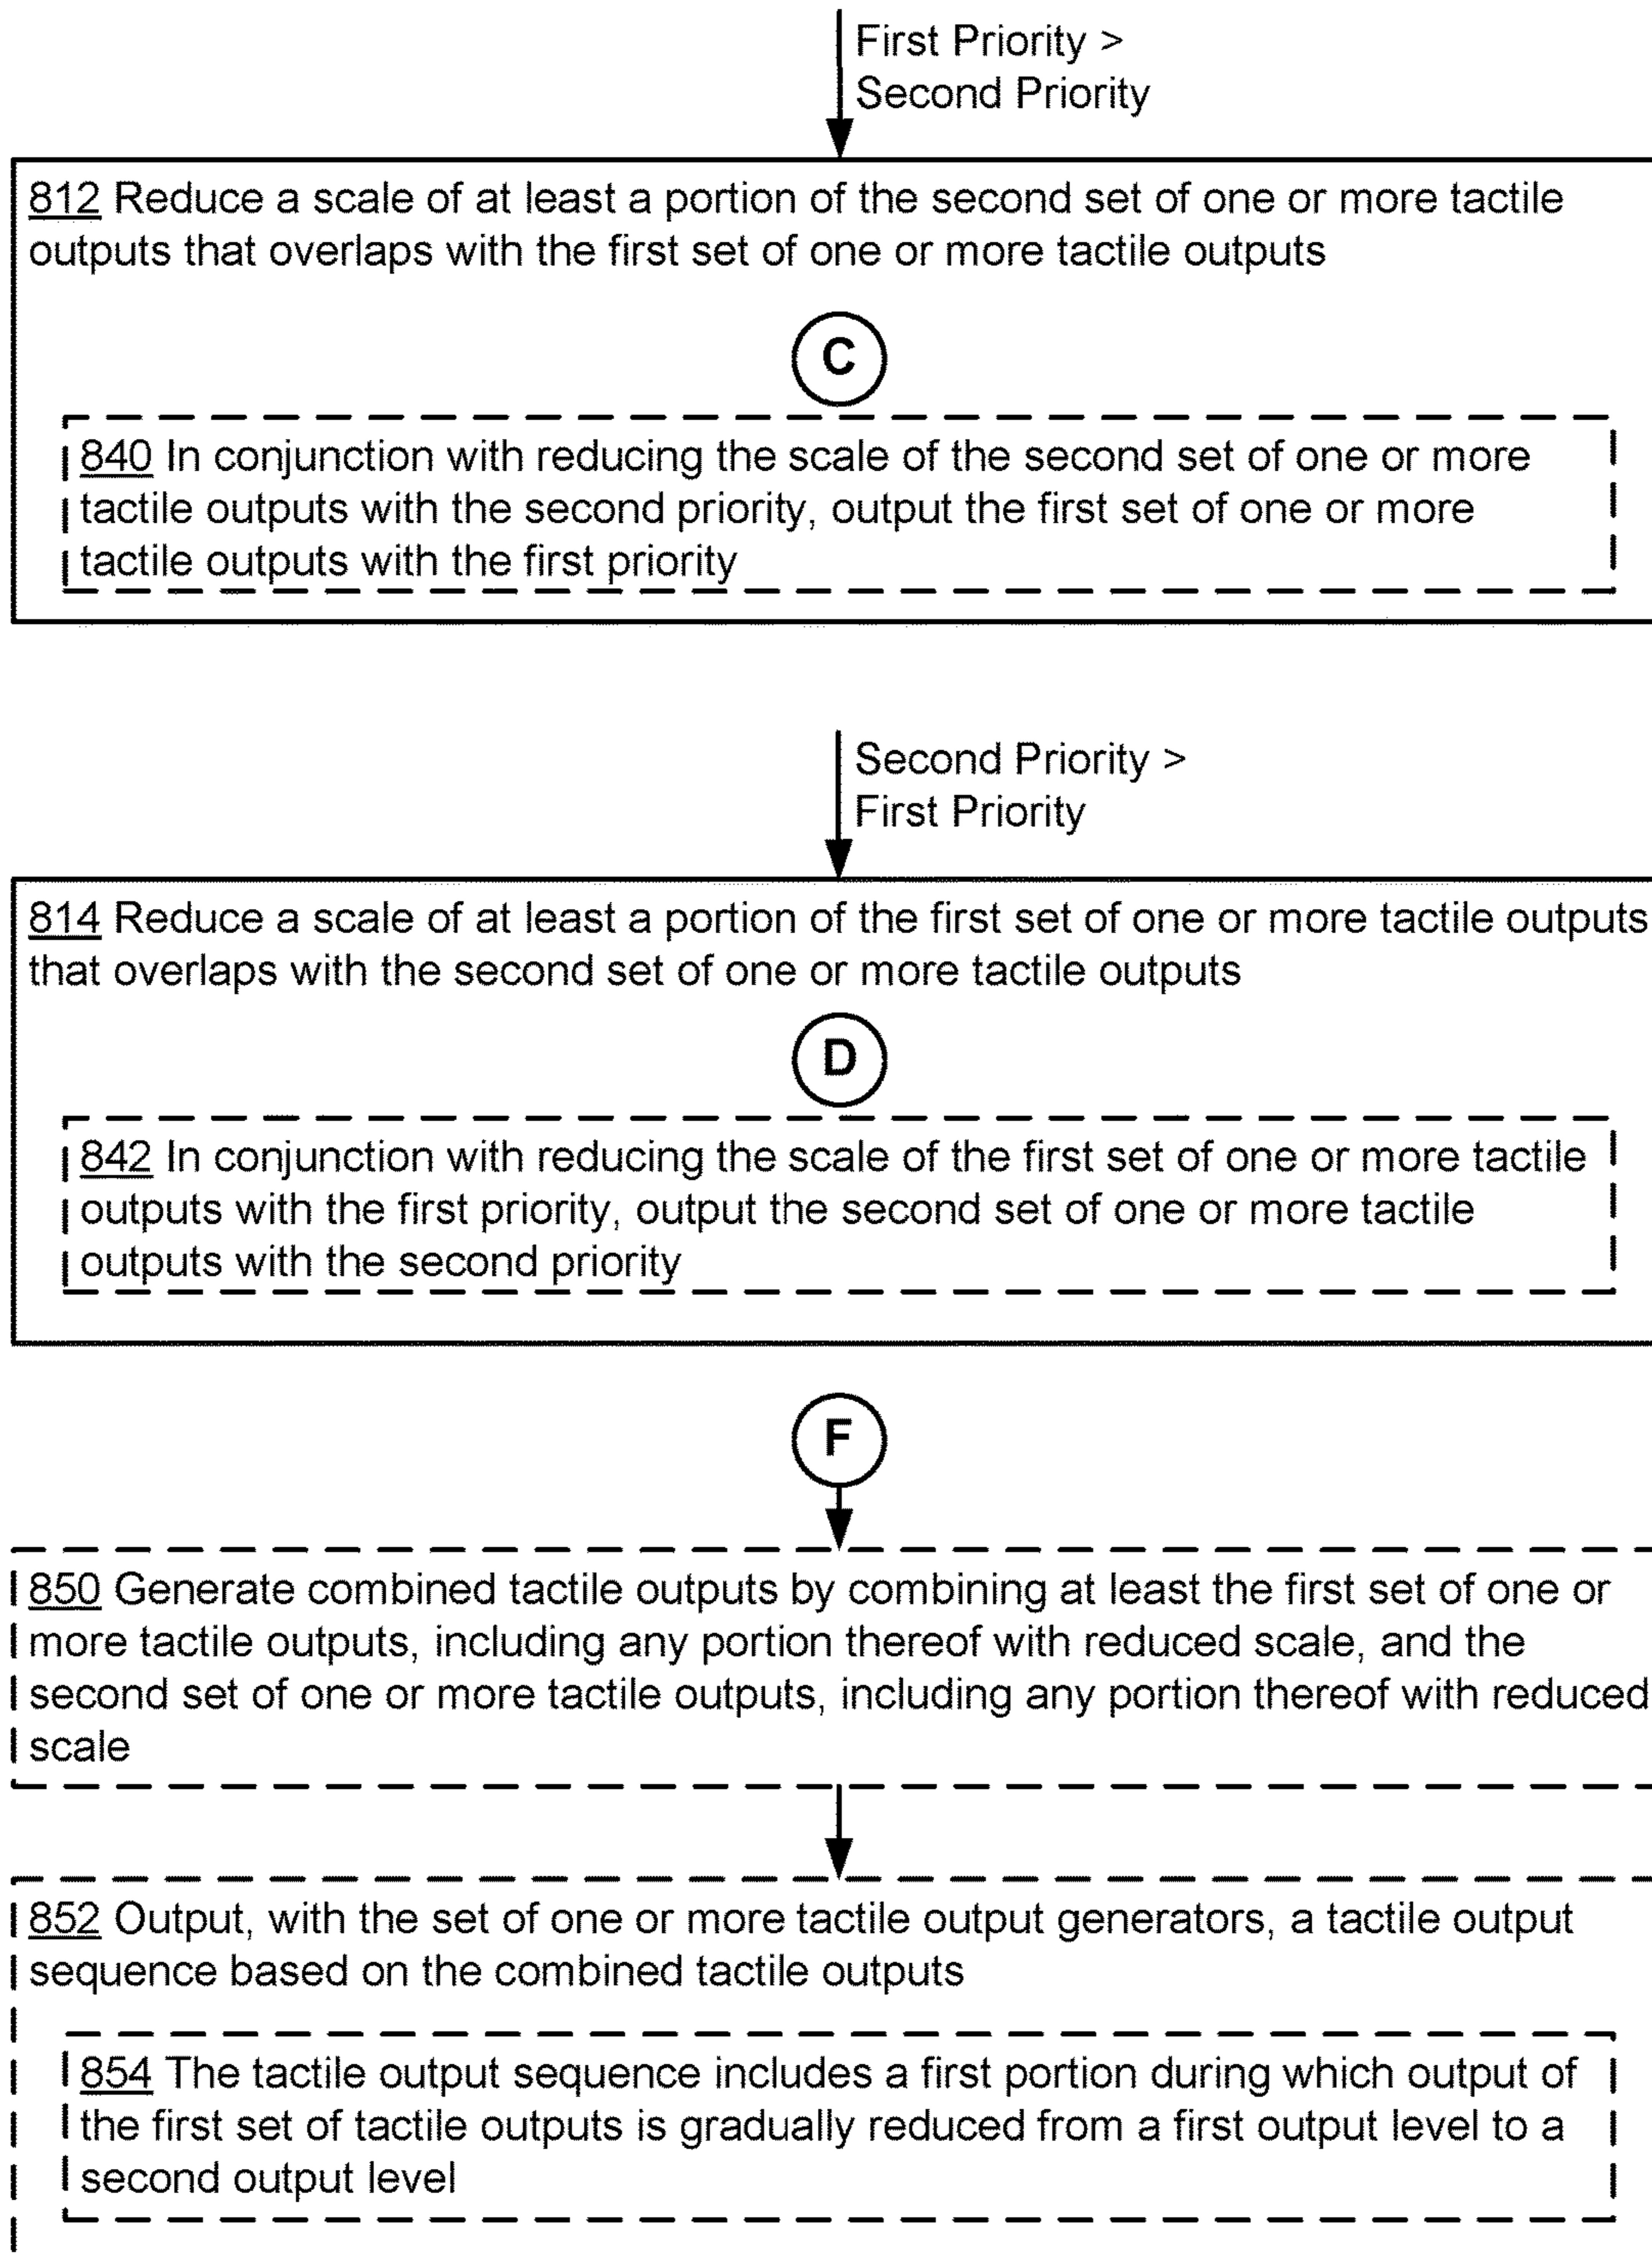 First Priority >
Second Priority
812 Reduce a scale of at least a portion of the second set of one or more tactile
outputs that overlaps with the first set of one or more tactile outputs
C
840 In conjunction with reducing the scale of the second set of one or more
tactile outputs with the second priority, output the first set of one or more
tactile outputs with the first priority
Second Priority >
First Priority
814 Reduce a scale of at least a portion of the first set of one or more tactile outputs
that overlaps with the second set of one or more tactile outputs
D
842 In conjunction with reducing the scale of the first set of one or more tactile
outputs with the first priority, output the second set of one or more tactile
outputs with the second priority
F
850 Generate combined tactile outputs by combining at least the first set of one or
more tactile outputs, including any portion thereof with reduced scale, and the
second set of one or more tactile outputs, including any portion thereof with reduced
scale
852 Output, with the set of one or more tactile output generators, a tactile output
sequence based on the combined tactile outputs
854 The tactile output sequence includes a first portion during which output of
the first set of tactile outputs is gradually reduced from a first output level to a
second output level